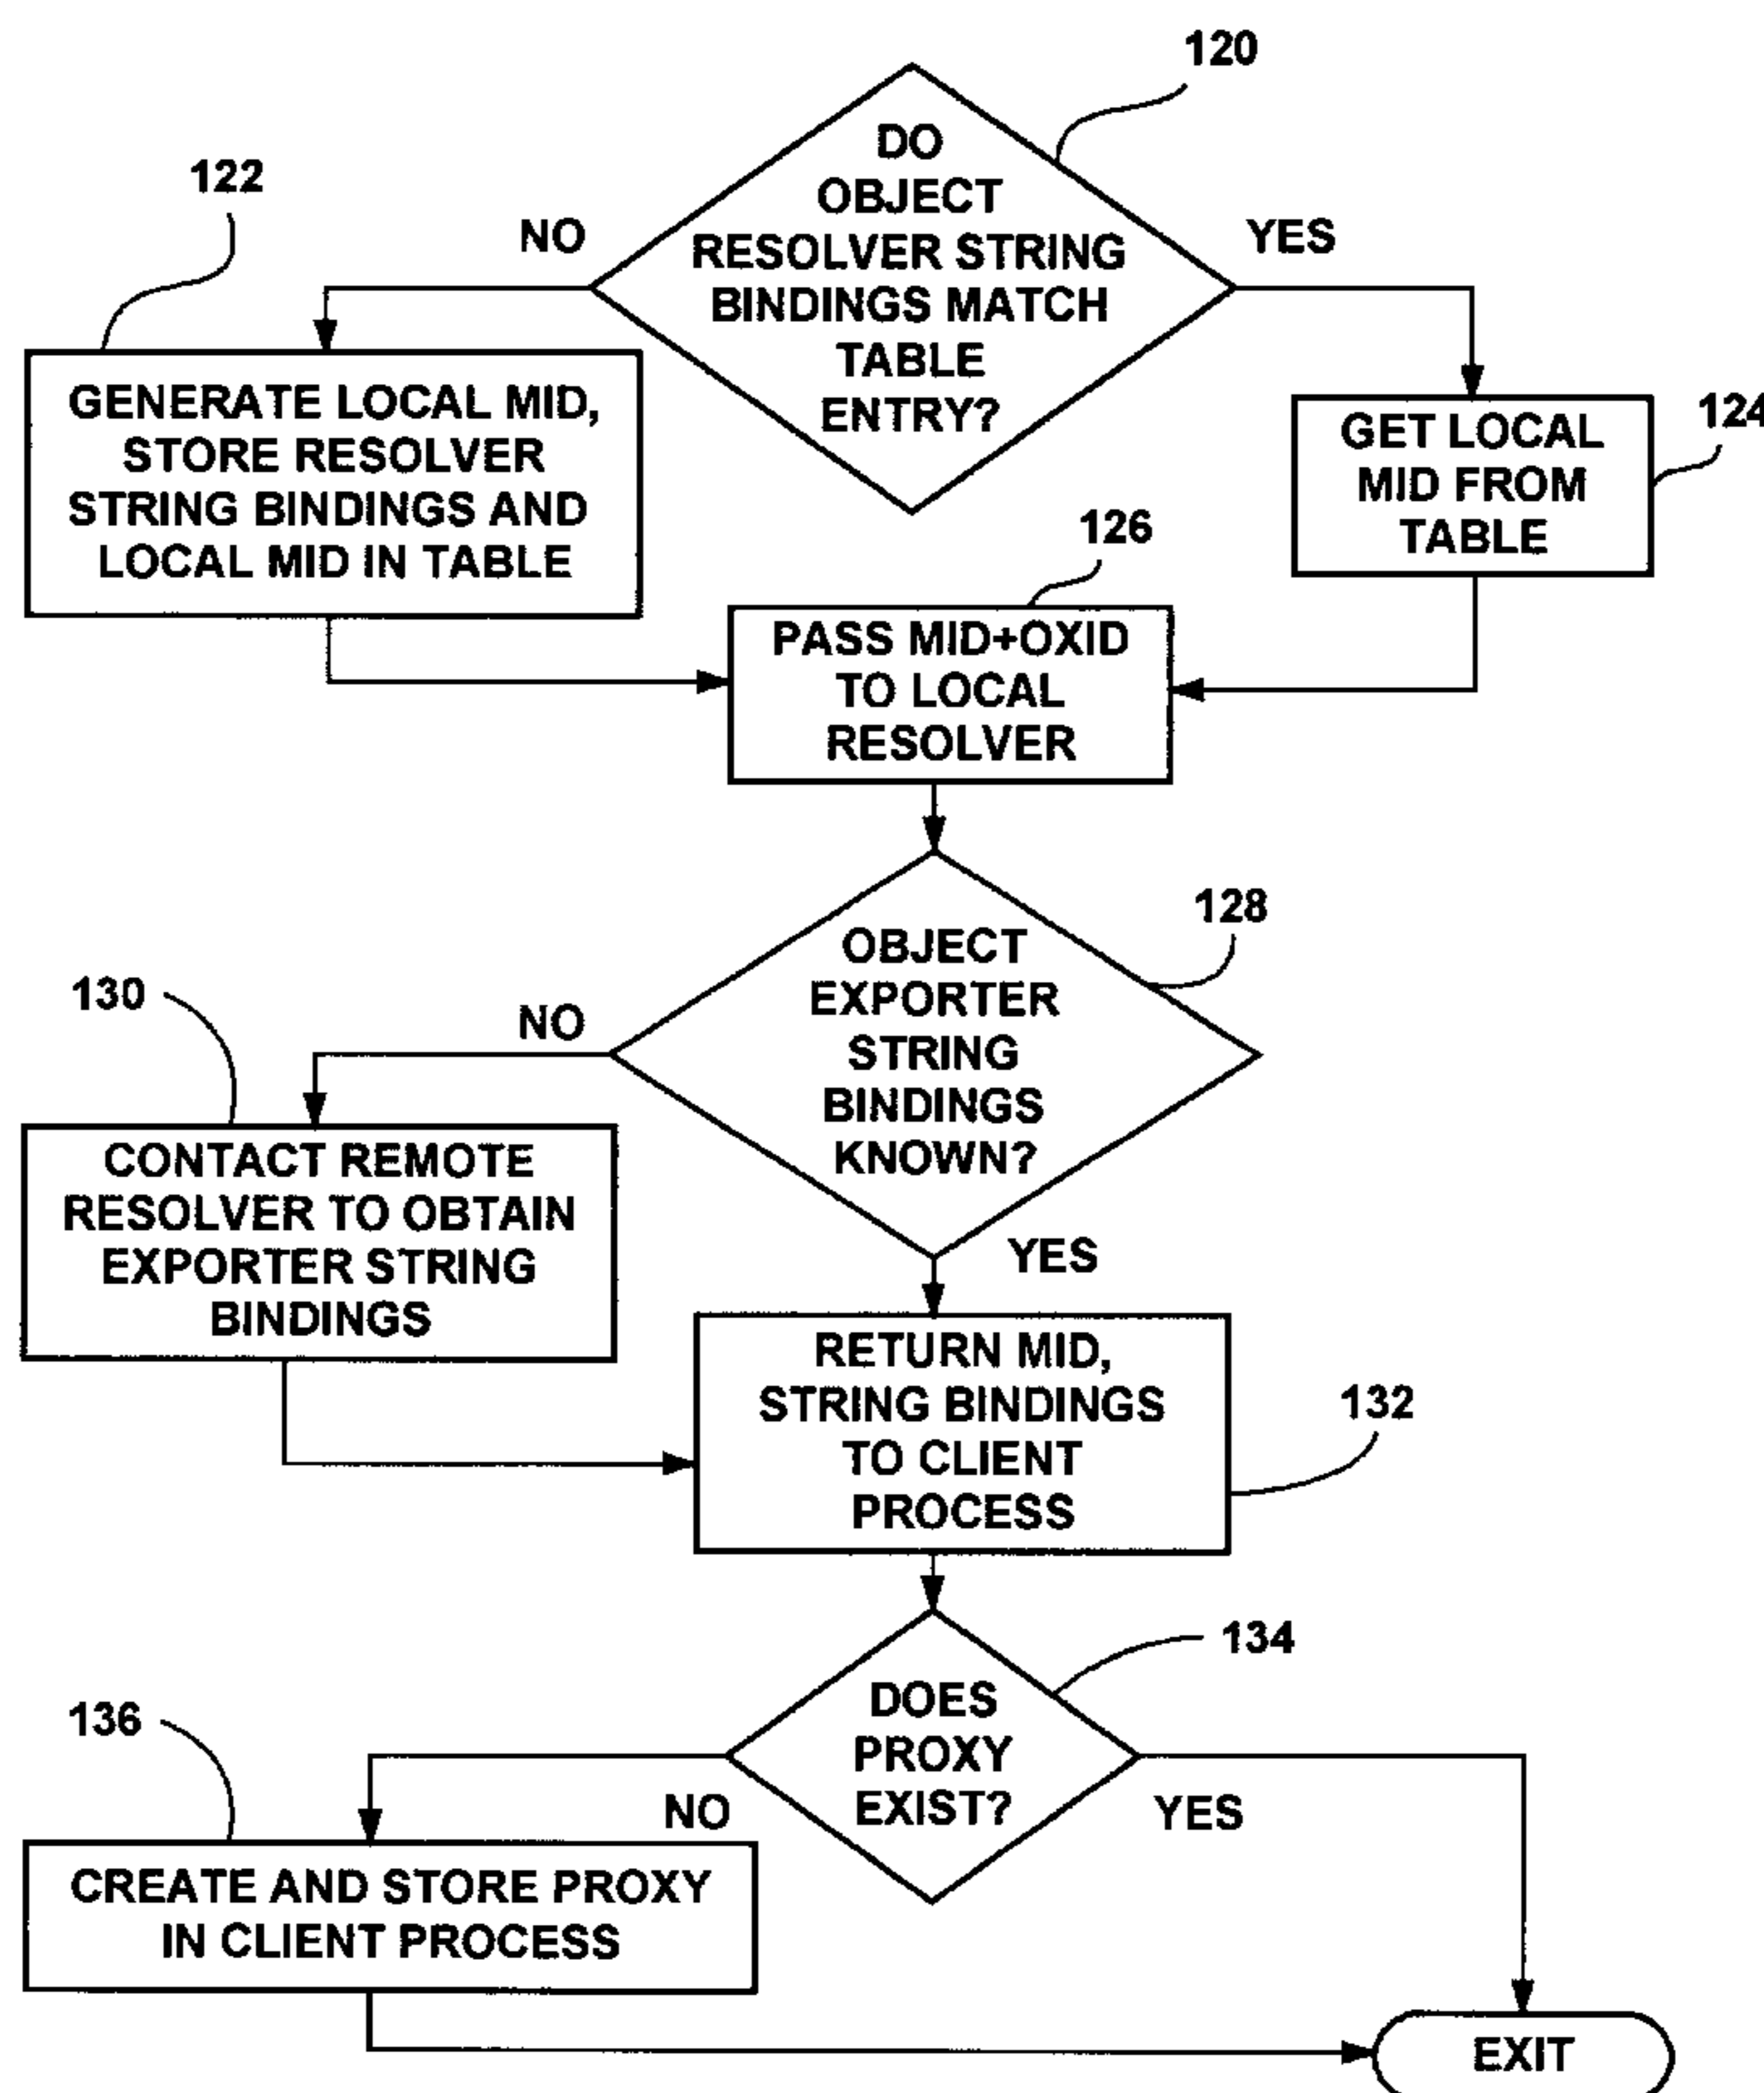 120
DO
OBJECT
RESOLVER STRING
BINDINGS MATCH
TABLE
ENTRY?
NO
YES
122
GENERATE LOCAL MID,
STORE RESOLVER
STRING BINDINGS AND
LOCAL MID IN TABLE
124
GET LOCAL
MID FROM
TABLE
126
PASS MID+OXID
TO LOCAL
RESOLVER
128
OBJECT
EXPORTER
STRING
BINDINGS
KNOWN?
NO
YES
130
CONTACT REMOTE
RESOLVER TO OBTAIN
EXPORTER STRING
BINDINGS
RETURN MID,
STRING BINDINGS
TO CLIENT
PROCESS
132
134
DOES
PROXY
EXIST?
NO
YES
136
CREATE AND STORE PROXY
IN CLIENT PROCESS
EXIT